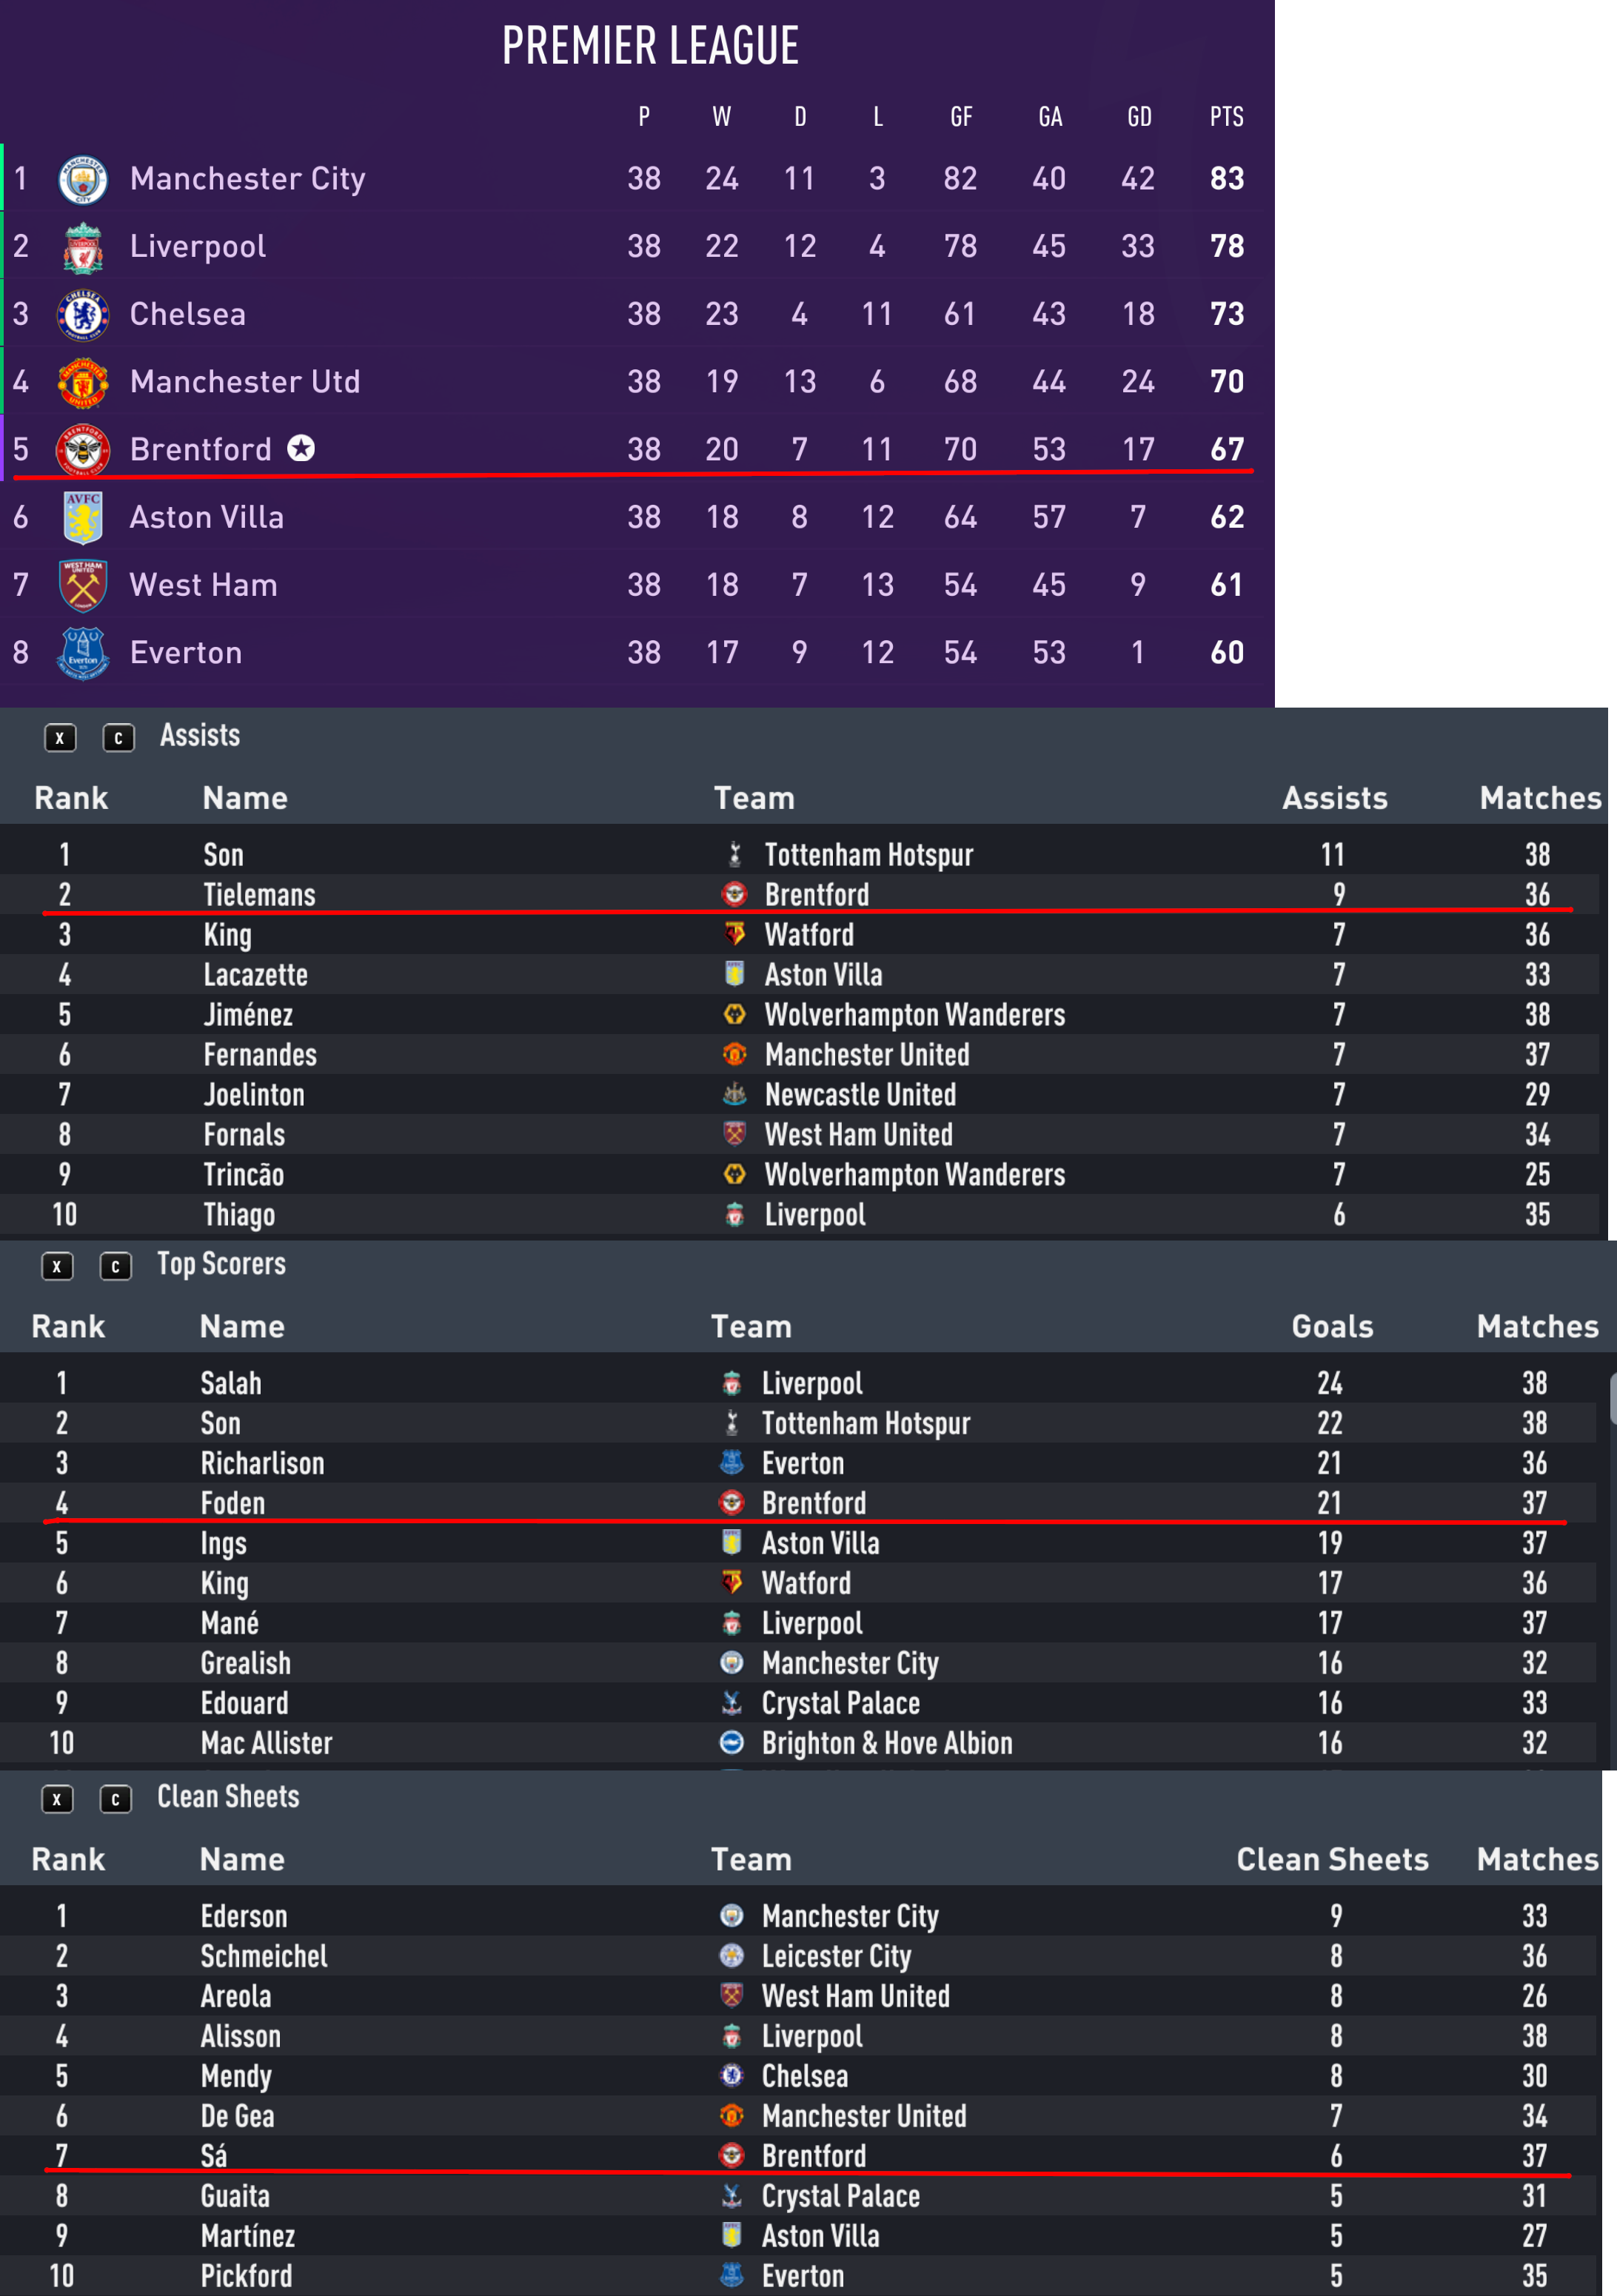 PREMIER LEAGUE
P W D L GF GA GD PTS
1 Manchester City 38 24 11 3 82 40 42 83
2 Liverpool 38 22 12 4 78 45 33 78
3 Chelsea 38 23 4 11 61 43 18 73
4 Manchester Utd 38 19 13 6 68 44 24 70
5 Brentford 38 20 7 11 70 53 17 67
6 Aston Villa 38 18 8 12 64 57 7 62
7 West Ham 38 18 7 13 54 45 9 61
8 Everton 38 17 9 12 54 53 1 60
X C Assists
Rank Name Team Assists Matches
1 Son Tottenham Hotspur 11 38
2 Tielemans Brentford 9 36
3 King Watford 7 36
4 Lacazette Aston Villa 7 33
5 Jiménez Wolverhampton Wanderers 7 38
6 Fernandes Manchester United 7 37
7 Joelinton Newcastle United 7 29
8 Fornals West Ham United 7 34
9 Trincão Wolverhampton Wanderers 7 25
10 Thiago Liverpool 6 35
X C Top Scorers
Rank Name Team Goals Matches
1 Salah Liverpool 24 38
2 Son Tottenham Hotspur 22 38
3 Richarlison Everton 21 36
4 Foden Brentford 21 37
5 Ings Aston Villa 19 37
6 King Watford 17 36
7 Mané Liverpool 17 37
8 Grealish Manchester City 16 32
9 Edouard Crystal Palace 16 33
10 Mac Allister Brighton & Hove Albion 16 32
X C Clean Sheets
Rank Name Team Clean Sheets Matches
1 Ederson Manchester City 9 33
2 Schmeichel Leicester City 8 36
3 Areola West Ham United 8 26
4 Alisson Liverpool 8 38
5 Mendy Chelsea 8 30
6 De Gea Manchester United 7 34
7 Sá Brentford 6 37
8 Guaita Crystal Palace 5 31
9 Martínez Aston Villa 5 27
10 Pickford Everton 5 35